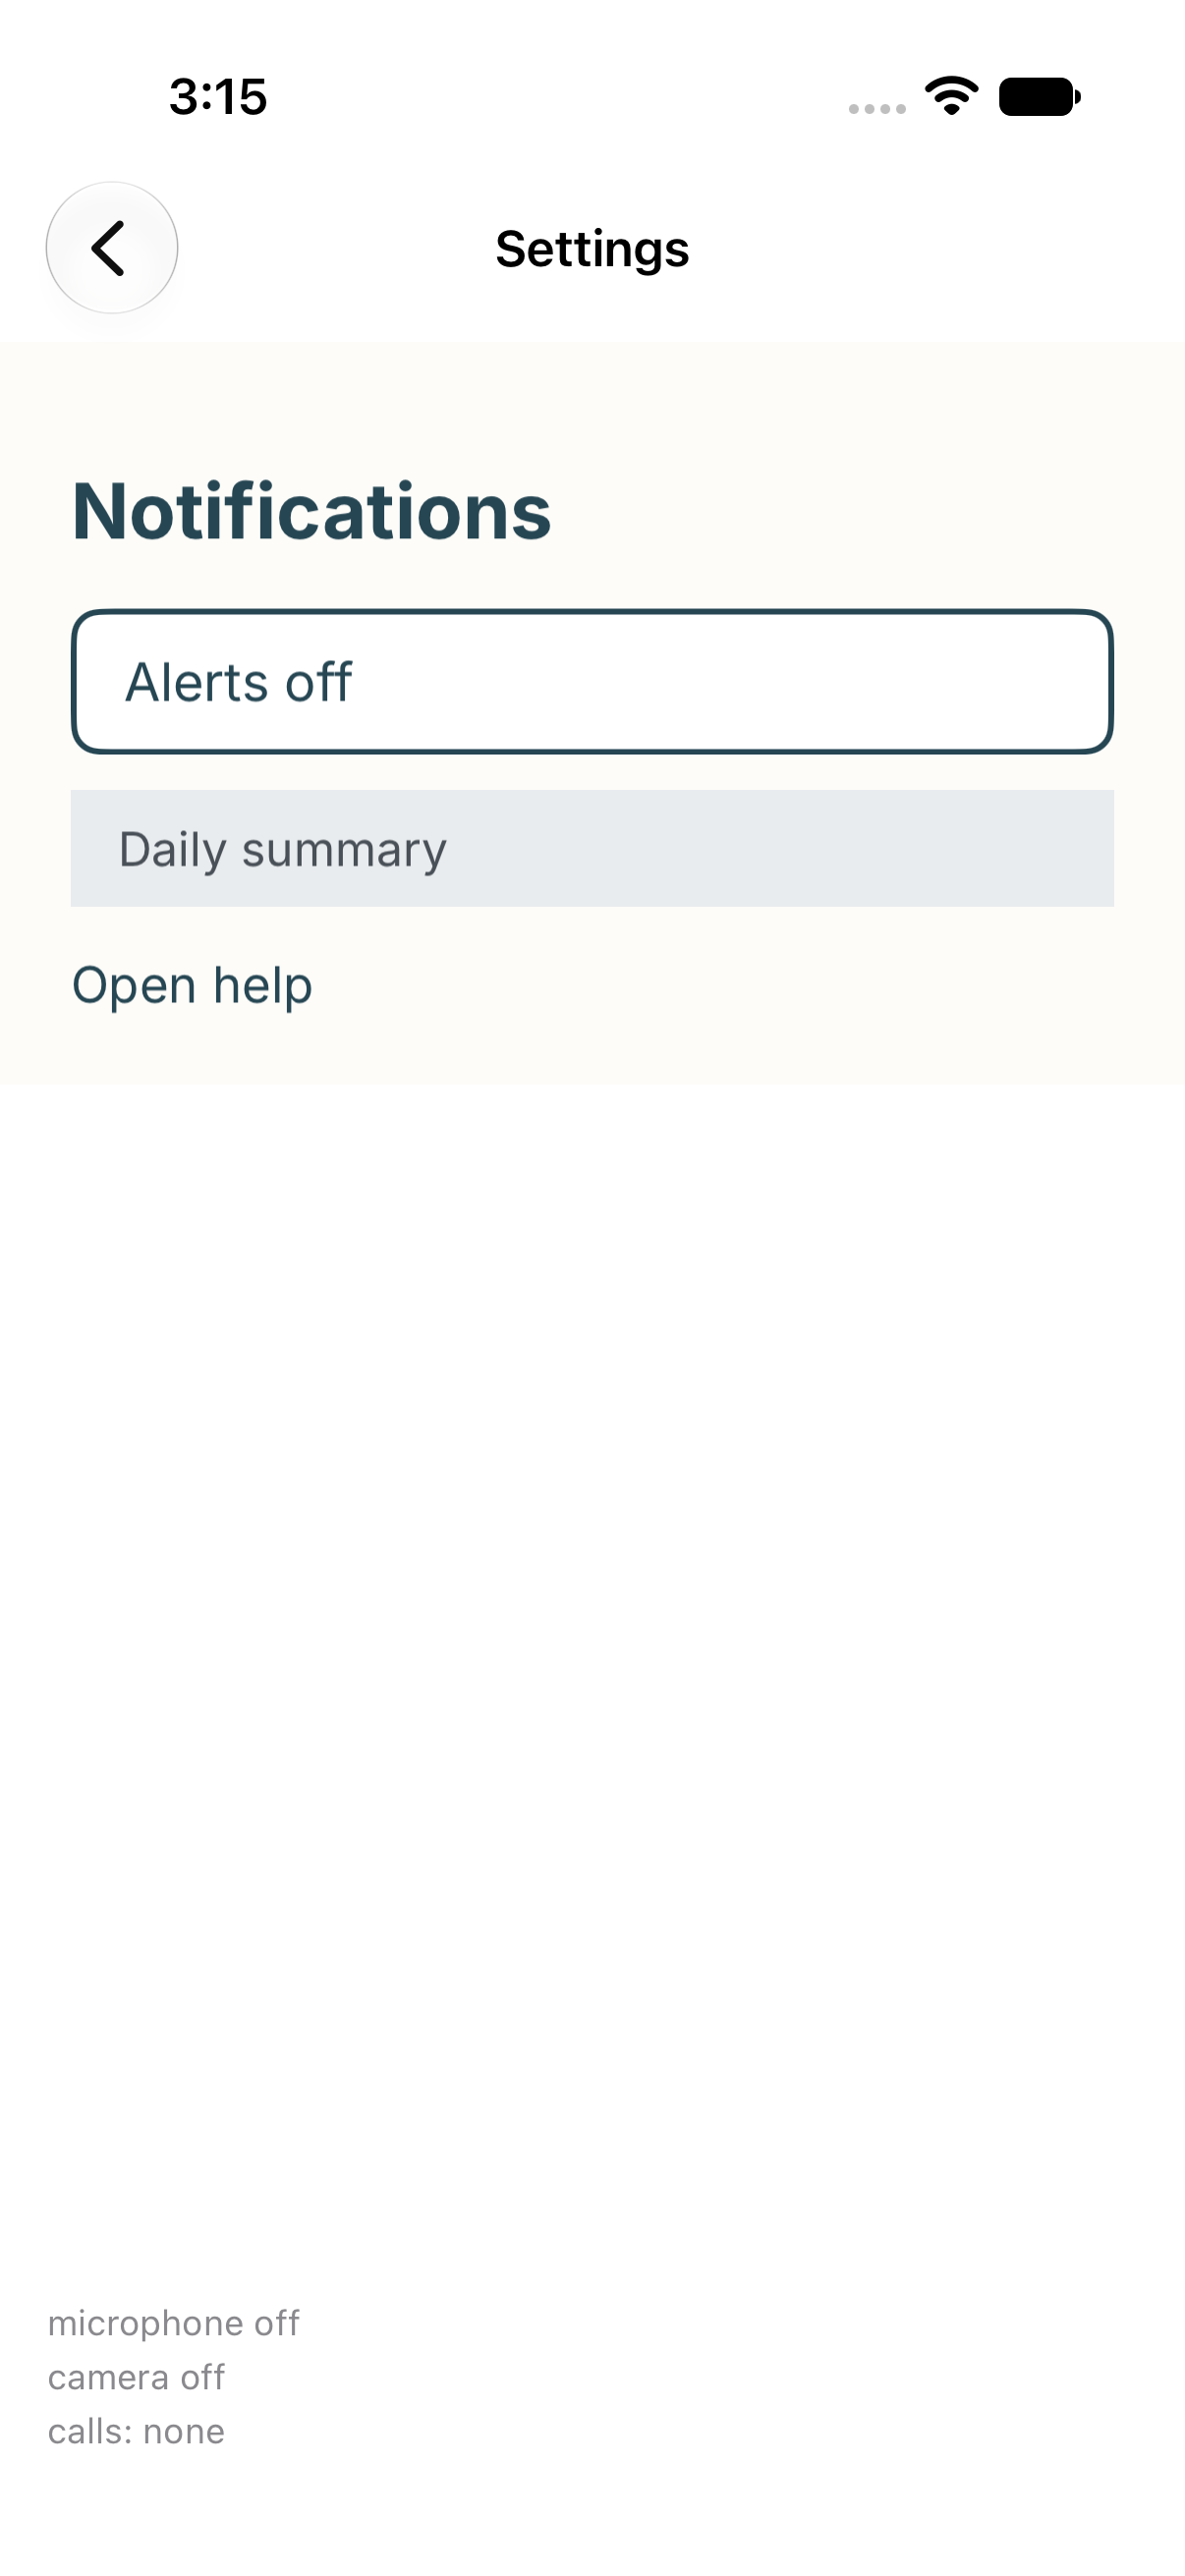 3:15
Settings
Notifications
Alerts off
Daily summary
Open help
microphone off
camera off
calls: none